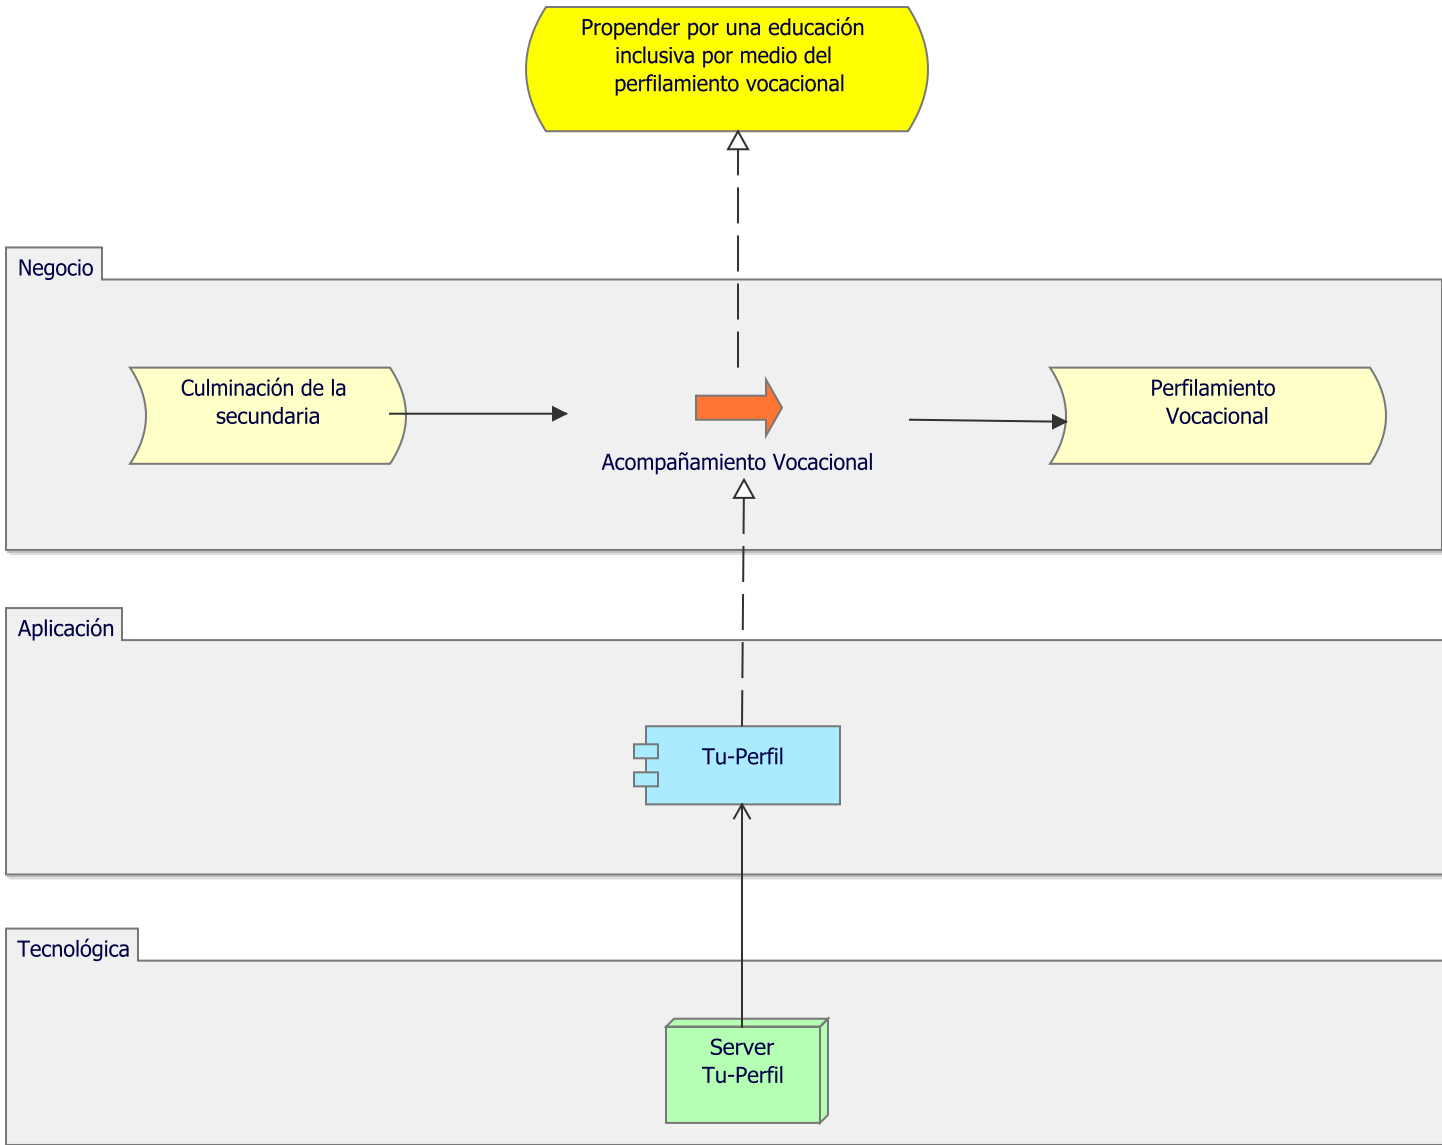 Propender por una educación
inclusiva por medio del
perfilamiento vocacional
Negocio
Culminación de la
secundaria
Acompañamiento Vocacional
Perfilamiento
Vocacional
Aplicación
Tu-Perfil
Tecnológica
Server
Tu-Perfil